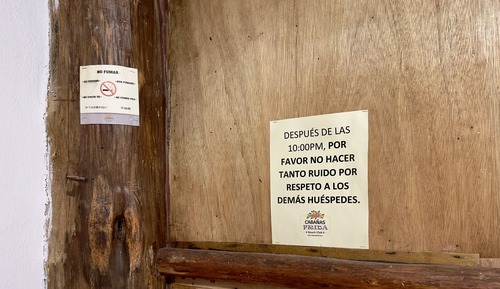 NO FUMAR
DESPUÉS DE LAS
10:00PM, POR
FAVOR NO HACER
TANTO RUIDO POR
RESPETO A LOS
DEMÁS HUÉSPEDES.
CABAÑAS
FRIDA